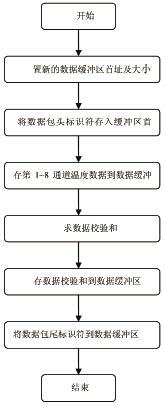 开始
置新的数据缓冲区首址及大小
将数据包头标识符存入缓冲区首
存第 1-8 通道温度数据到数据缓冲
求数据校验和
存数据校验和到数据缓冲区
将数据包尾标识符到数据缓冲区
结束